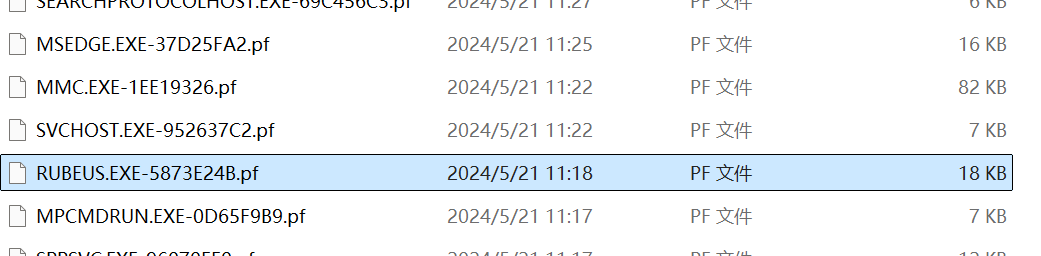 SEARCHPROTOCOLHOST.EXE-69C456C3.pf 2024/5/21 11:27 PF 文件 6 KB
MSEDGE.EXE-37D25FA2.pf 2024/5/21 11:25 PF 文件 16 KB
MMC.EXE-1EE19326.pf 2024/5/21 11:22 PF 文件 82 KB
SVCHOST.EXE-952637C2.pf 2024/5/21 11:22 PF 文件 7 KB
RUBEUS.EXE-5873E24B.pf 2024/5/21 11:18 PF 文件 18 KB
MPCMDRUN.EXE-0D65F9B9.pf 2024/5/21 11:17 PF 文件 7 KB
2024/5/21 11:17 PF 文件